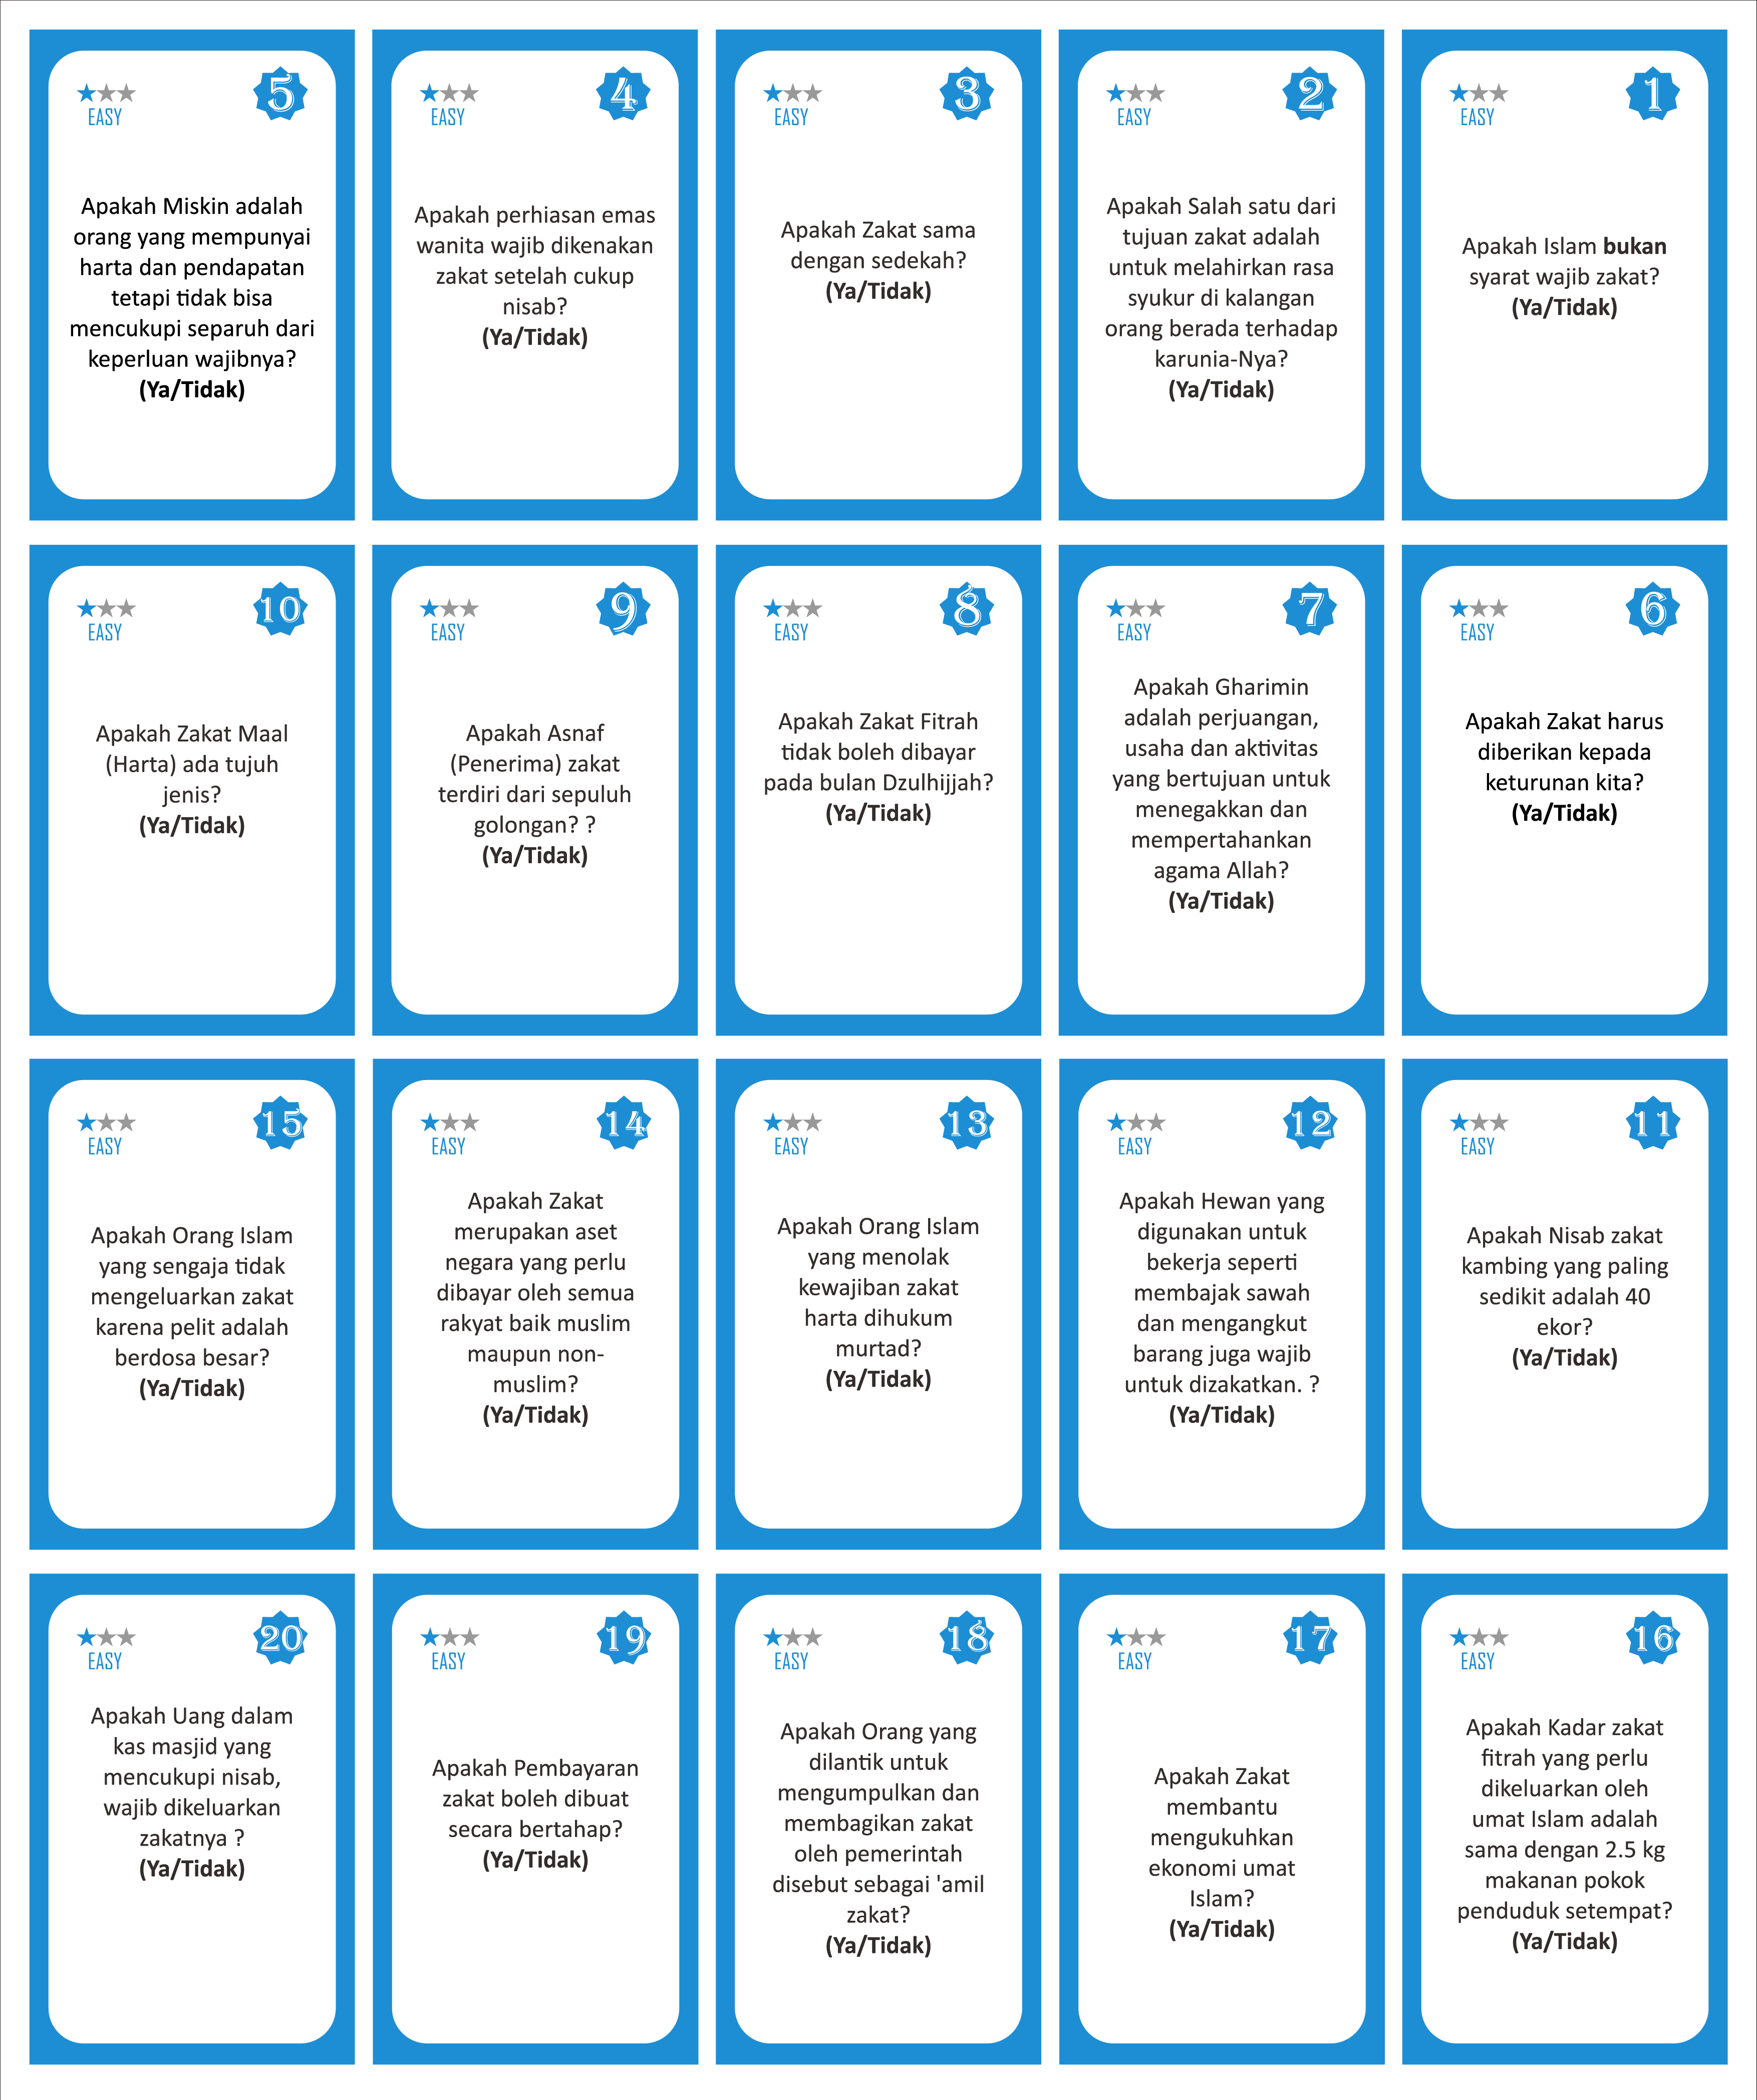 5
EASY
Apakah Miskin adalah
orang yang mempunyai
harta dan pendapatan
tetapi tidak bisa
mencukupi separuh dari
keperluan wajibnya?
(Ya/Tidak)
4
EASY
Apakah perhiasan emas
wanita wajib dikenakan
zakat setelah cukup
nisab?
(Ya/Tidak)
3
EASY
Apakah Zakat sama
dengan sedekah?
(Ya/Tidak)
2
EASY
Apakah Salah satu dari
tujuan zakat adalah
untuk melahirkan rasa
syukur di kalangan
orang berada terhadap
karunia-Nya?
(Ya/Tidak)
1
EASY
Apakah Islam bukan
syarat wajib zakat?
(Ya/Tidak)
10
EASY
Apakah Zakat Maal
(Harta) ada tujuh
jenis?
(Ya/Tidak)
9
EASY
Apakah Asnaf
(Penerima) zakat
terdiri dari sepuluh
golongan? ?
(Ya/Tidak)
8
EASY
Apakah Zakat Fitrah
tidak boleh dibayar
pada bulan Dzulhijjah?
(Ya/Tidak)
7
EASY
Apakah Gharimin
adalah perjuangan,
usaha dan aktivitas
yang bertujuan untuk
menegakkan dan
mempertahankan
agama Allah?
(Ya/Tidak)
6
EASY
Apakah Zakat harus
diberikan kepada
keturunan kita?
(Ya/Tidak)
15
EASY
Apakah Orang Islam
yang sengaja tidak
mengeluarkan zakat
karena pelit adalah
berdosa besar?
(Ya/Tidak)
14
EASY
Apakah Zakat
merupakan aset
negara yang perlu
dibayar oleh semua
rakyat baik muslim
maupun non-
muslim?
(Ya/Tidak)
13
EASY
Apakah Orang Islam
yang menolak
kewajiban zakat
harta dihukum
murtad?
(Ya/Tidak)
12
EASY
Apakah Hewan yang
digunakan untuk
bekerja seperti
membajak sawah
dan mengangkut
barang juga wajib
untuk dizakatkan. ?
(Ya/Tidak)
11
EASY
Apakah Nisab zakat
kambing yang paling
sedikit adalah 40
ekor?
(Ya/Tidak)
20
EASY
Apakah Uang dalam
kas masjid yang
mencukupi nisab,
wajib dikeluarkan
zakatnya ?
(Ya/Tidak)
19
EASY
Apakah Pembayaran
zakat boleh dibuat
secara bertahap?
(Ya/Tidak)
18
EASY
Apakah Orang yang
dilantik untuk
mengumpulkan dan
membagikan zakat
oleh pemerintah
disebut sebagai 'amil
zakat?
(Ya/Tidak)
17
EASY
Apakah Zakat
membantu
mengukuhkan
ekonomi umat
Islam?
(Ya/Tidak)
16
EASY
Apakah Kadar zakat
fitrah yang perlu
dikeluarkan oleh
umat Islam adalah
sama dengan 2.5 kg
makanan pokok
penduduk setempat?
(Ya/Tidak)